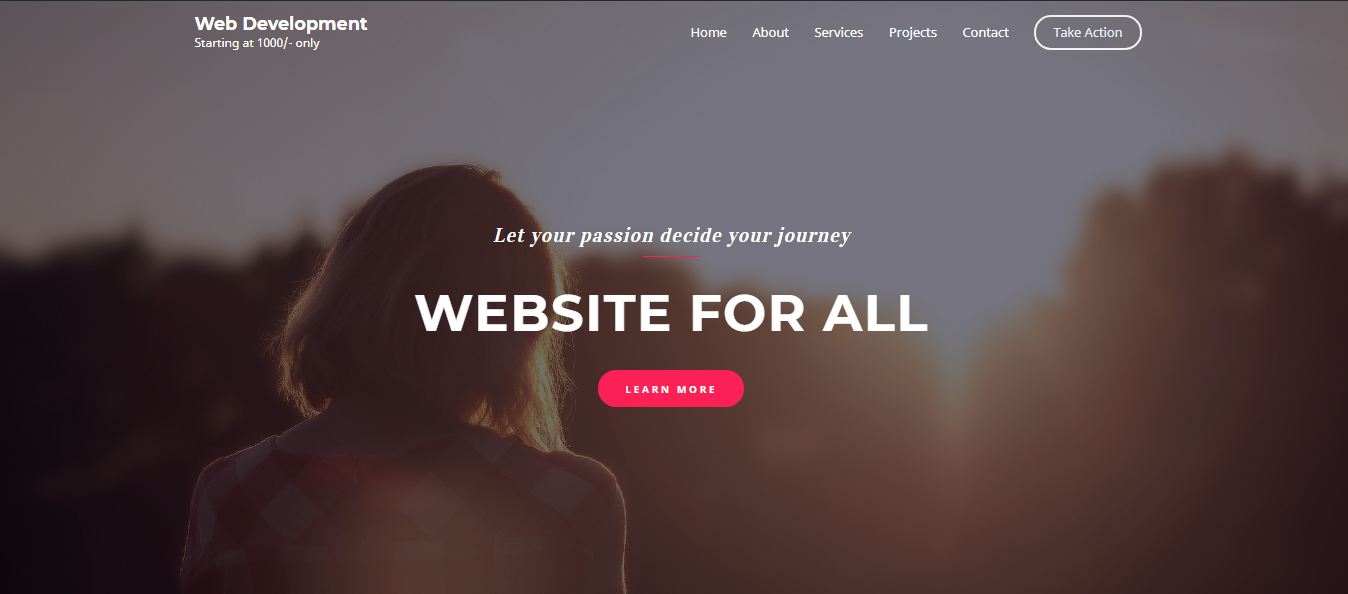 Web Development
Starting at 1000/- only
Home About Services Projects Contact Take Action
Let your passion decide your journey
WEBSITE FOR ALL
LEARN MORE